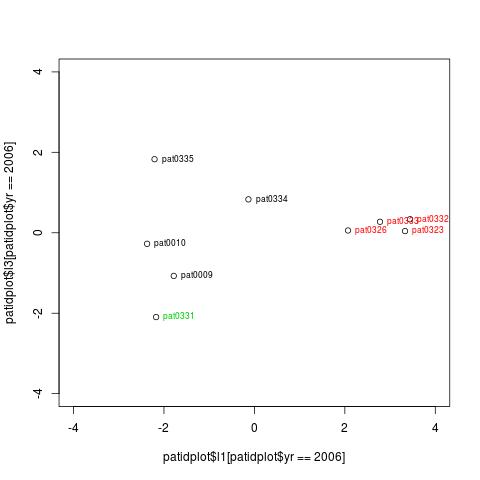 4
2
0
-2
-4
patidplot$l3[patidplot$yr == 2006]
pat0335
pat0334
pat0333
pat0332
pat0326
pat0323
pat0010
pat0009
pat0331
-4 -2 0 2 4
patidplot$l1[patidplot$yr == 2006]